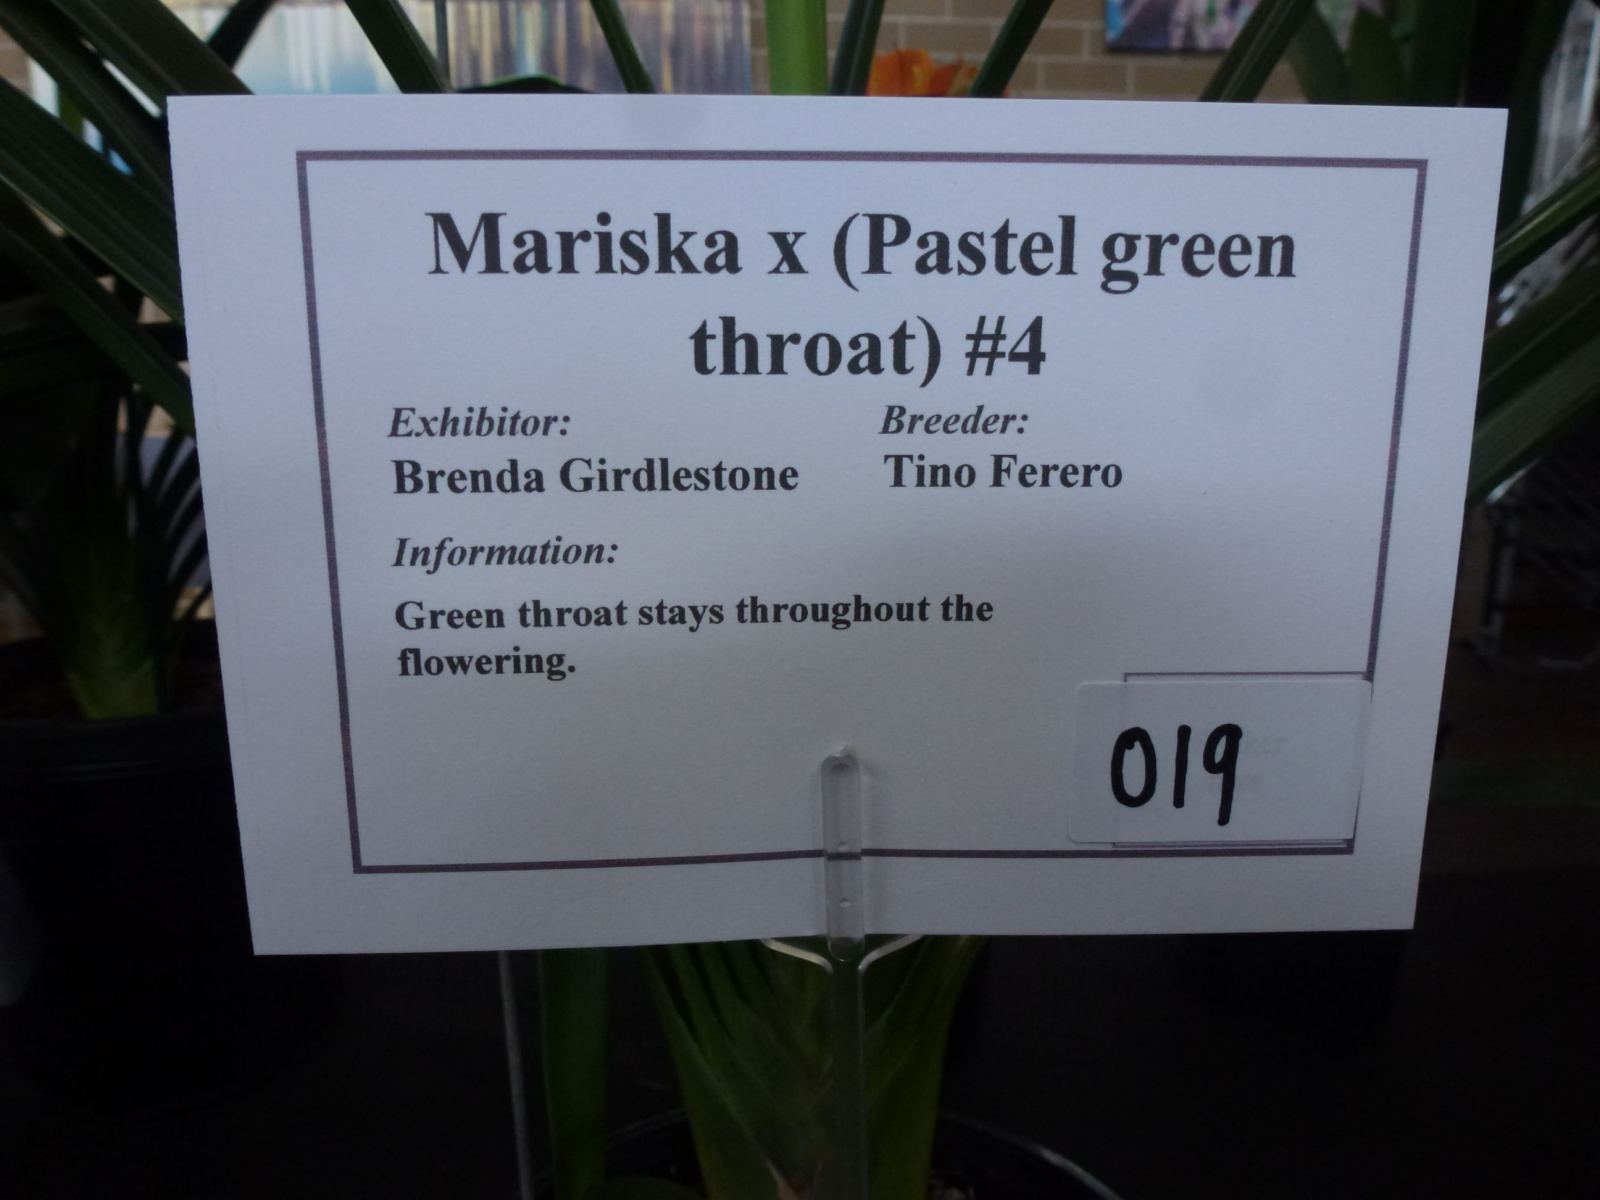 Mariska x (Pastel green
throat) #4
Exhibitor:
Breeder:
Brenda Girdlestone
Tino Ferero
Information:
Green throat stays throughout the
flowering.
019